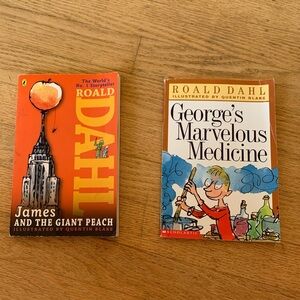 The World's
No. 1 Storyteller
ROALD
DAHL
James
AND THE GIANT PEACH
ILLUSTRATED BY QUENTIN BLAKE
ROALD DAHL
ILLUSTRATED BY QUENTIN BLAKE
George's
Marvelous
Medicine
SCHOLASTIC